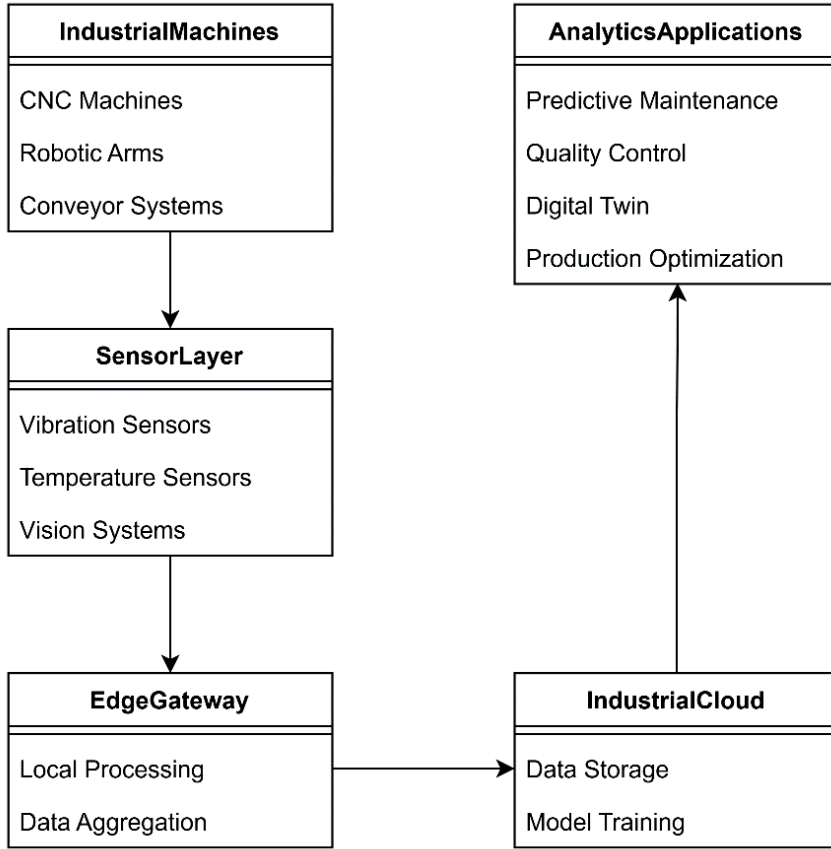 IndustrialMachines
CNC Machines
Robotic Arms
Conveyor Systems
SensorLayer
Vibration Sensors
Temperature Sensors
Vision Systems
EdgeGateway
Local Processing
Data Aggregation
IndustrialCloud
Data Storage
Model Training
AnalyticsApplications
Predictive Maintenance
Quality Control
Digital Twin
Production Optimization